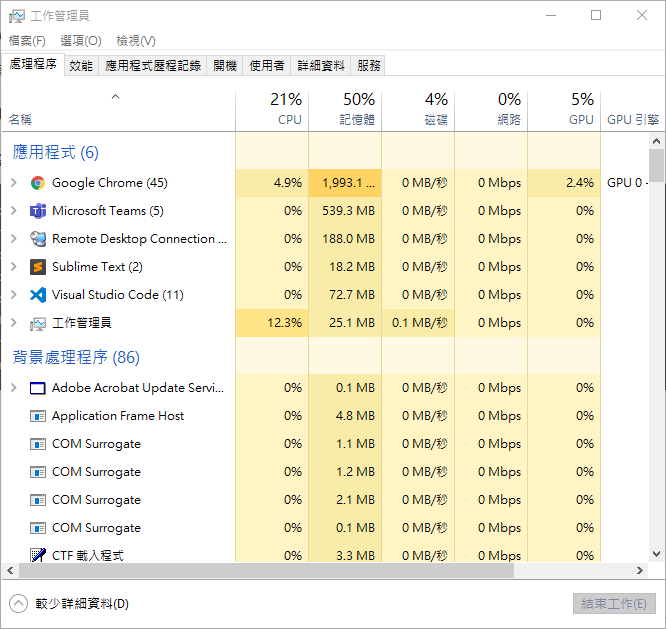 工作管理員
檔案(F) 選項(O) 檢視(V)
處理程序 效能 應用程式歷程記錄 開機 使用者 詳細資料 服務
21% 50% 4% 0% 5%
名稱 CPU 記憶體 磁碟 網路 GPU GPU 引擎
應用程式 (6)
Google Chrome (45) 4.9% 1,993.1 ... 0 MB/秒 0 Mbps 2.4% GPU 0 -
Microsoft Teams (5) 0% 539.3 MB 0 MB/秒 0 Mbps 0%
Remote Desktop Connection ... 0% 188.0 MB 0 MB/秒 0 Mbps 0%
Sublime Text (2) 0% 18.2 MB 0 MB/秒 0 Mbps 0%
Visual Studio Code (11) 0% 72.7 MB 0 MB/秒 0 Mbps 0%
工作管理員 12.3% 25.1 MB 0.1 MB/秒 0 Mbps 0%
背景處理程序 (86)
Adobe Acrobat Update Servi... 0% 0.1 MB 0 MB/秒 0 Mbps 0%
Application Frame Host 0% 4.8 MB 0 MB/秒 0 Mbps 0%
COM Surrogate 0% 1.1 MB 0 MB/秒 0 Mbps 0%
COM Surrogate 0% 1.2 MB 0 MB/秒 0 Mbps 0%
COM Surrogate 0% 2.1 MB 0 MB/秒 0 Mbps 0%
COM Surrogate 0% 0.1 MB 0 MB/秒 0 Mbps 0%
CTF 載入程式 0% 3.3 MB 0 MB/秒 0 Mbps 0%
較少詳細資料(D) 結束工作(E)